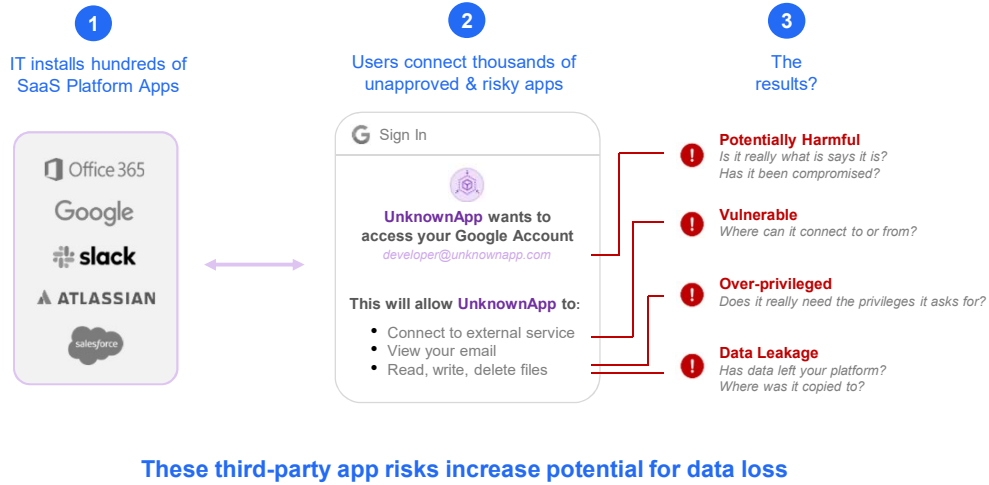 1
IT installs hundreds of
SaaS Platform Apps
Office 365
Google
slack
ATLASSIAN
salesforce
2
Users connect thousands of
unapproved & risky apps
G Sign In
UnknownApp wants to
access your Google Account
developer@unknownapp.com
This will allow UnknownApp to:
• Connect to external service
• View your email
• Read, write, delete files
3
The
results?
! Potentially Harmful
Is it really what is says it is?
Has it been compromised?
! Vulnerable
Where can it connect to or from?
! Over-privileged
Does it really need the privileges it asks for?
! Data Leakage
Has data left your platform?
Where was it copied to?
These third-party app risks increase potential for data loss